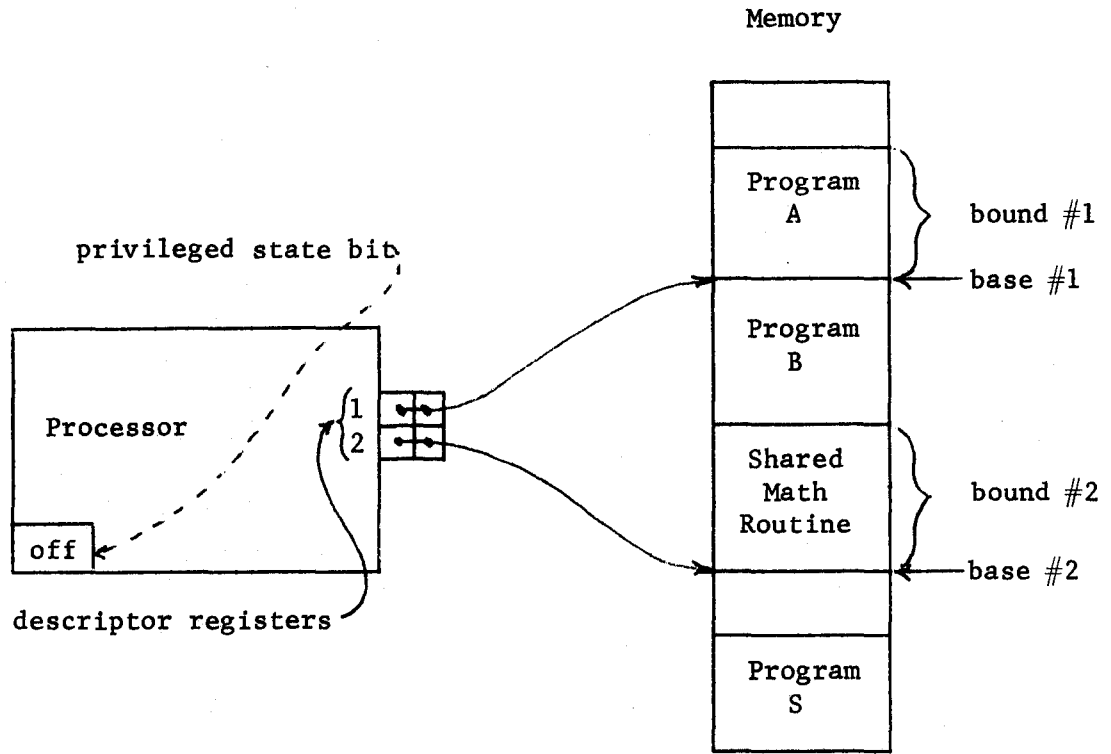 Memory
Program
A
bound #1
privileged state bit
base #1
Program
B
1
2
Processor
Shared
Math
Routine
bound #2
off
base #2
descriptor registers
Program
S